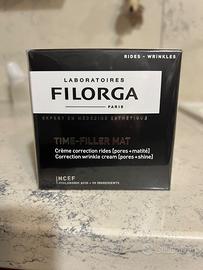 RIDES - WRINKLES
LABORATOIRES
FILORGA
PARIS
EXPERT EN MÉDECINE ESTHÉTIQUE
TIME-FILLER MAT
Crème correction rides [pores + matité]
Correction wrinkle cream [pores + shine]
NCEF